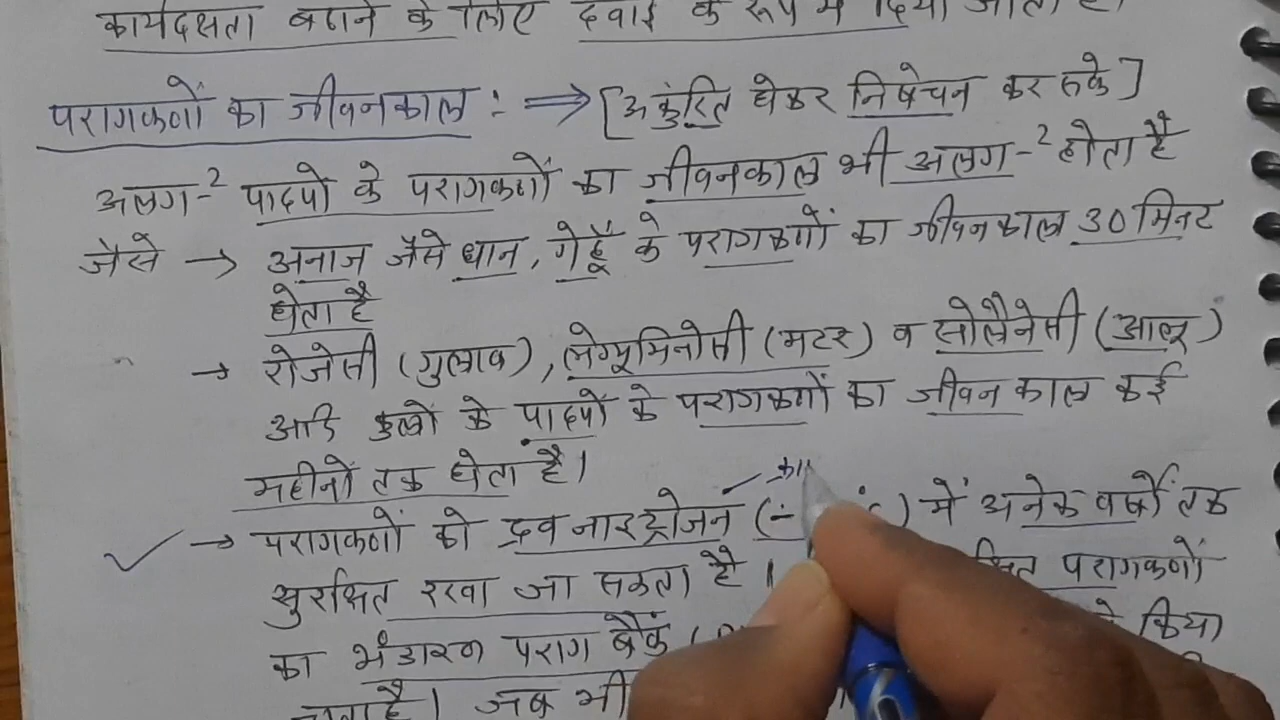 कार्यदक्षता बढाने के लिए दवाई के रूप में दिया जाता है।
परागकणों का जीवनकाल : ⇒ [अंकुरित होकर निषेचन कर सके]
अलग-2 पादपों के परागकणों का जीवनकाल भी अलग-2 होता है
जैसे → अनाज जैसे धान, गेहूँ के परागकणों का जीवनकाल 30 मिनट
होता है
→ रोजेसी (गुलाब), लेग्यूमिनोसी (मटर) व सोलैनेसी (आलू)
आदि कुलों के पादपों के परागकणों का जीवन काल कई
महीनों तक होता है।
→ परागकणों को द्रव नाइट्रोजन (- ) में अनेक वर्षों तक
सुरक्षित रखा जा सकता है। परागकणों
का भंडारण पराग बैंक ( किया
जाता है। जब भी